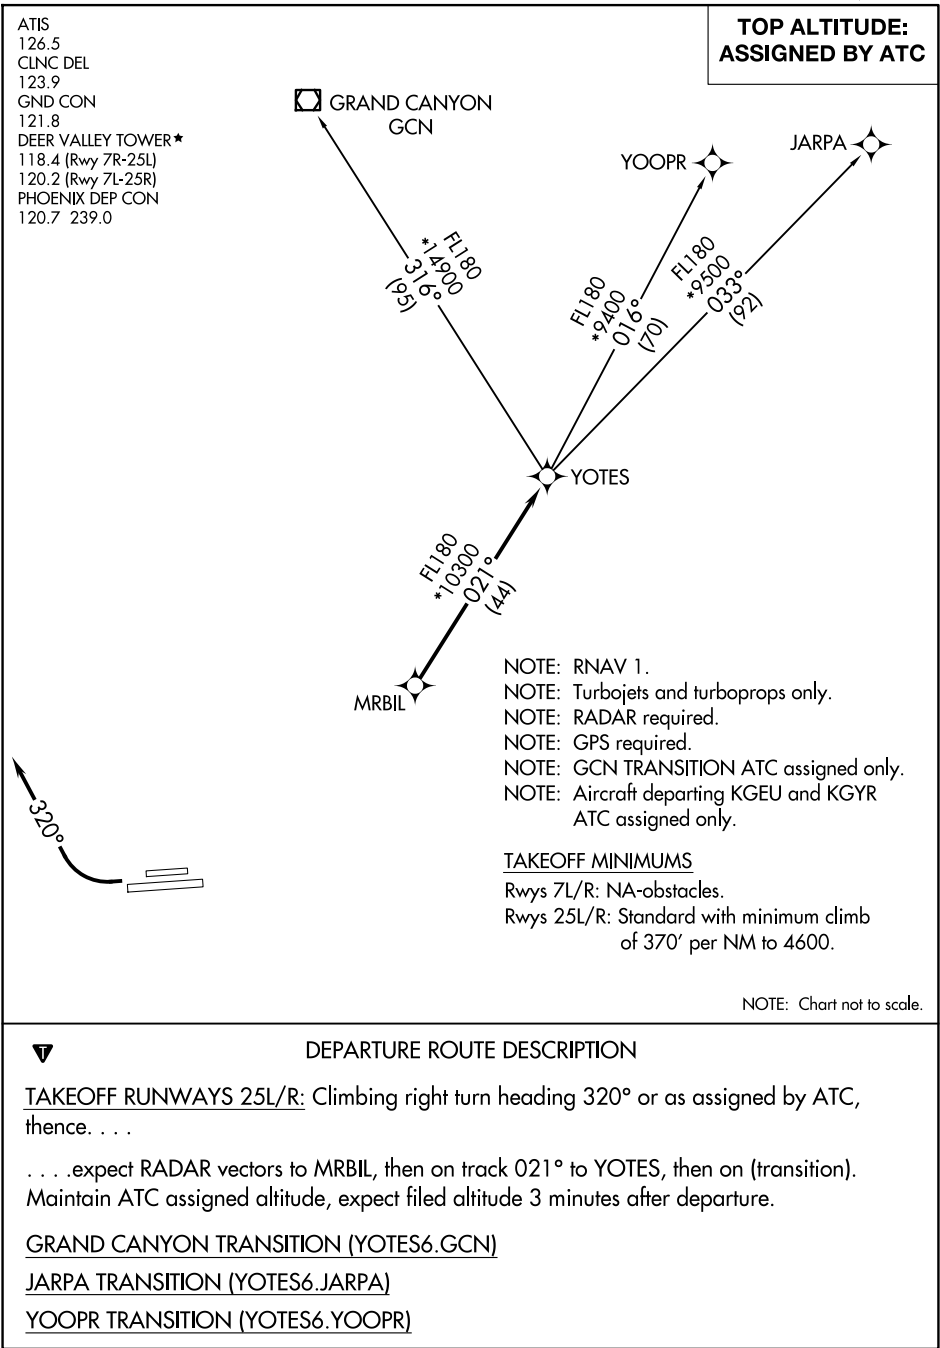 ATIS
126.5
CLNC DEL
123.9
GND CON
121.8
DEER VALLEY TOWER★
118.4 (Rwy 7R-25L)
120.2 (Rwy 7L-25R)
PHOENIX DEP CON
120.7 239.0
TOP ALTITUDE:
ASSIGNED BY ATC
GRAND CANYON
GCN
YOOPR
JARPA
FL180
*14900
316°
(95)
FL180
*9400
016°
(70)
FL180
*9500
033°
(92)
YOTES
FL180
*10300
021°
(44)
MRBIL
320°
NOTE: RNAV 1.
NOTE: Turbojets and turboprops only.
NOTE: RADAR required.
NOTE: GPS required.
NOTE: GCN TRANSITION ATC assigned only.
NOTE: Aircraft departing KGEU and KGYR
ATC assigned only.
TAKEOFF MINIMUMS
Rwys 7L/R: NA-obstacles.
Rwys 25L/R: Standard with minimum climb
of 370' per NM to 4600.
NOTE: Chart not to scale.
T
DEPARTURE ROUTE DESCRIPTION
TAKEOFF RUNWAYS 25L/R: Climbing right turn heading 320° or as assigned by ATC,
thence. . . .
. . . .expect RADAR vectors to MRBIL, then on track 021° to YOTES, then on (transition).
Maintain ATC assigned altitude, expect filed altitude 3 minutes after departure.
GRAND CANYON TRANSITION (YOTES6.GCN)
JARPA TRANSITION (YOTES6.JARPA)
YOOPR TRANSITION (YOTES6.YOOPR)